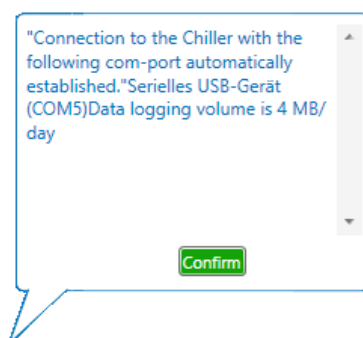 "Connection to the Chiller with the
following com-port automatically
established."Serielles USB-Gerät
(COM5)Data logging volume is 4 MB/
day
Confirm